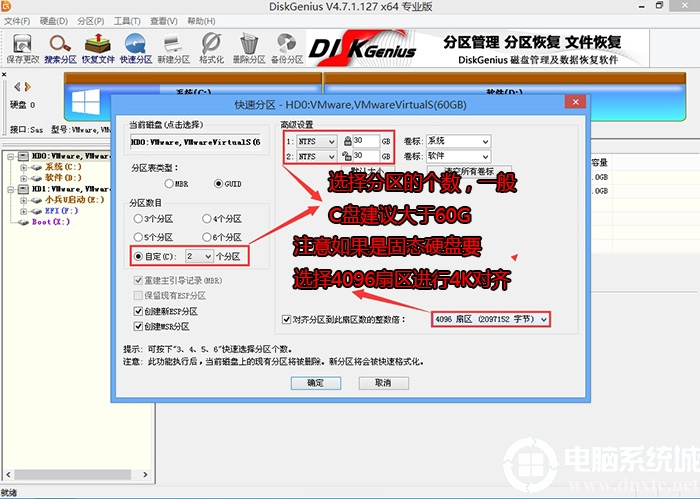 DiskGenius V4.7.1.127 x64 专业版
文件(F) 硬盘(D) 分区(P) 工具(T) 查看(V) 帮助(H)
保存更改 搜索分区 恢复文件 快速分区 新建分区 格式化 删除分区 备份分区
DISKGenius
分区管理 分区恢复 文件恢复
DiskGenius 磁盘管理及数据恢复软件
硬盘 0
系统(C:)
软件(D:)
接口:Sas 型号:VMware,VMwar
HD0:VMware,VMwar
系统(C:)
软件(D:)
HD1:VMware,VMwar
小兵U启动(E:)
EFI(F:)
Boot(X:)
容量
.0GB
.0GB
快速分区 - HD0:VMware,VMwareVirtualS(60GB)
当前磁盘(点击选择)
HD0:VMware,VMwareVirtualS(6
分区表类型:
MBR GUID
分区数目
3个分区 4个分区
5个分区 6个分区
自定(C): 2 个分区
重建主引导记录(MBR)
保留现有ESP分区
创建新ESP分区
创建MSR分区
高级设置
1: NTFS 30 GB 卷标: 系统
2: NTFS 30 GB 卷标: 软件
默认大小 清空所有卷标
选择分区的个数，一般
C盘建议大于60G
注意如果是固态硬盘要
选择4096扇区进行4K对齐
对齐分区到此扇区数的整数倍: 4096 扇区 (2097152 字节)
提示: 可按下"3、4、5、6"快速选择分区个数。
注意: 此功能执行后，当前磁盘上的现有分区将被删除。新分区将会被快速格式化。
确定 取消
就绪
电脑系统城
www.dnxtc.net